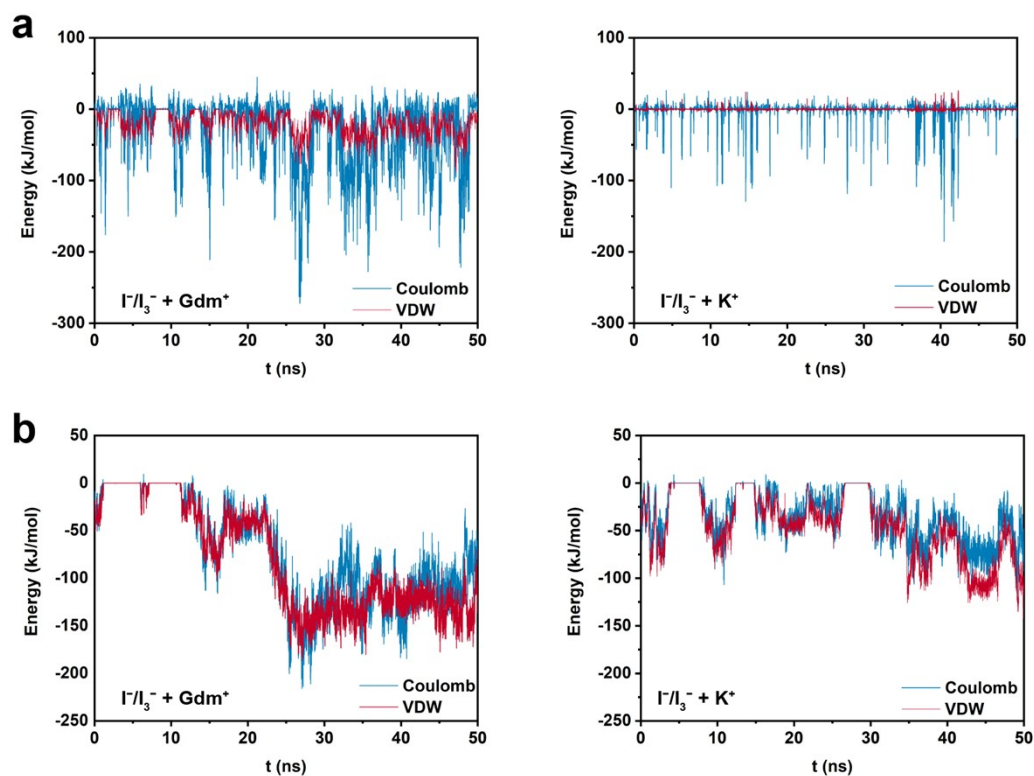 a
100
0
-100
-200
-300
Energy (kJ/mol)
I⁻/I₃⁻ + Gdm⁺
Coulomb
VDW
0 10 20 30 40 50
t (ns)
100
0
-100
-200
-300
Energy (kJ/mol)
I⁻/I₃⁻ + K⁺
Coulomb
VDW
0 10 20 30 40 50
t (ns)
b
50
0
-50
-100
-150
-200
-250
Energy (kJ/mol)
I⁻/I₃⁻ + Gdm⁺
Coulomb
VDW
0 10 20 30 40 50
t (ns)
50
0
-50
-100
-150
-200
-250
Energy (kJ/mol)
I⁻/I₃⁻ + K⁺
Coulomb
VDW
0 10 20 30 40 50
t (ns)